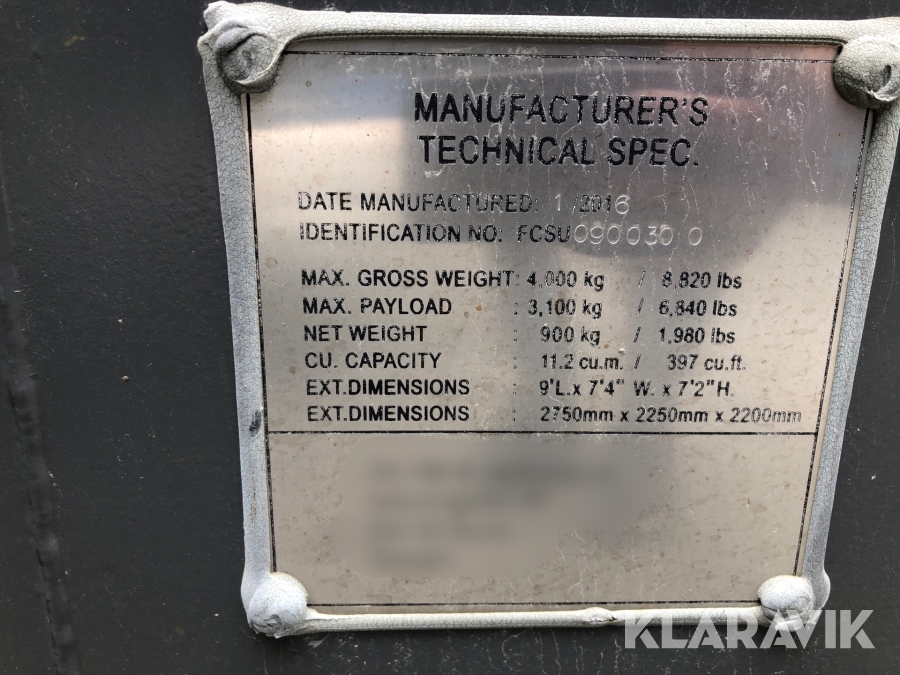 MANUFACTURER'S
TECHNICAL SPEC.
DATE MANUFACTURED: 1 /2016
IDENTIFICATION NO. FCSU090030 0
MAX. GROSS WEIGHT: 4,000 kg / 8,820 lbs
MAX. PAYLOAD : 3,100 kg / 6,840 lbs
NET WEIGHT : 900 kg / 1,980 lbs
CU. CAPACITY : 11.2 cu.m. / 397 cu.ft.
EXT.DIMENSIONS : 9'L.x 7'4" W. x 7'2"H.
EXT.DIMENSIONS : 2750mm x 2250mm x 2200mm
KLARAVIK